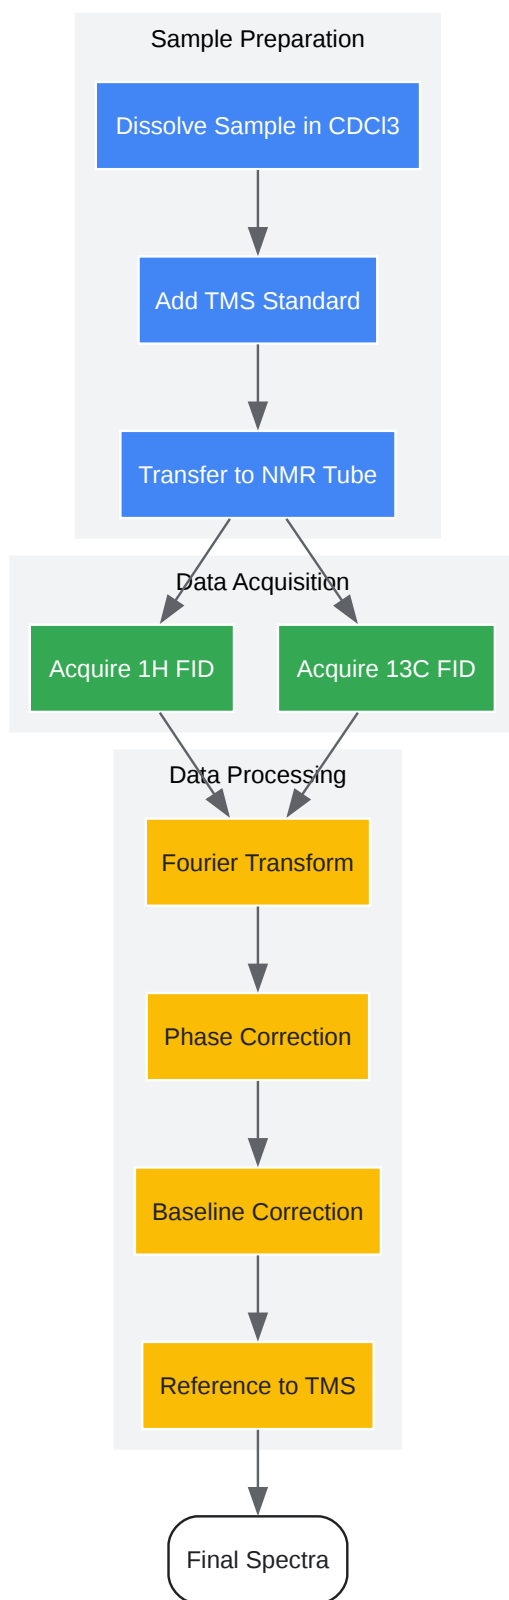 Sample Preparation
Dissolve Sample in CDCl3
Add TMS Standard
Transfer to NMR Tube
Data Acquisition
Acquire 1H FID
Acquire 13C FID
Data Processing
Fourier Transform
Phase Correction
Baseline Correction
Reference to TMS
Final Spectra